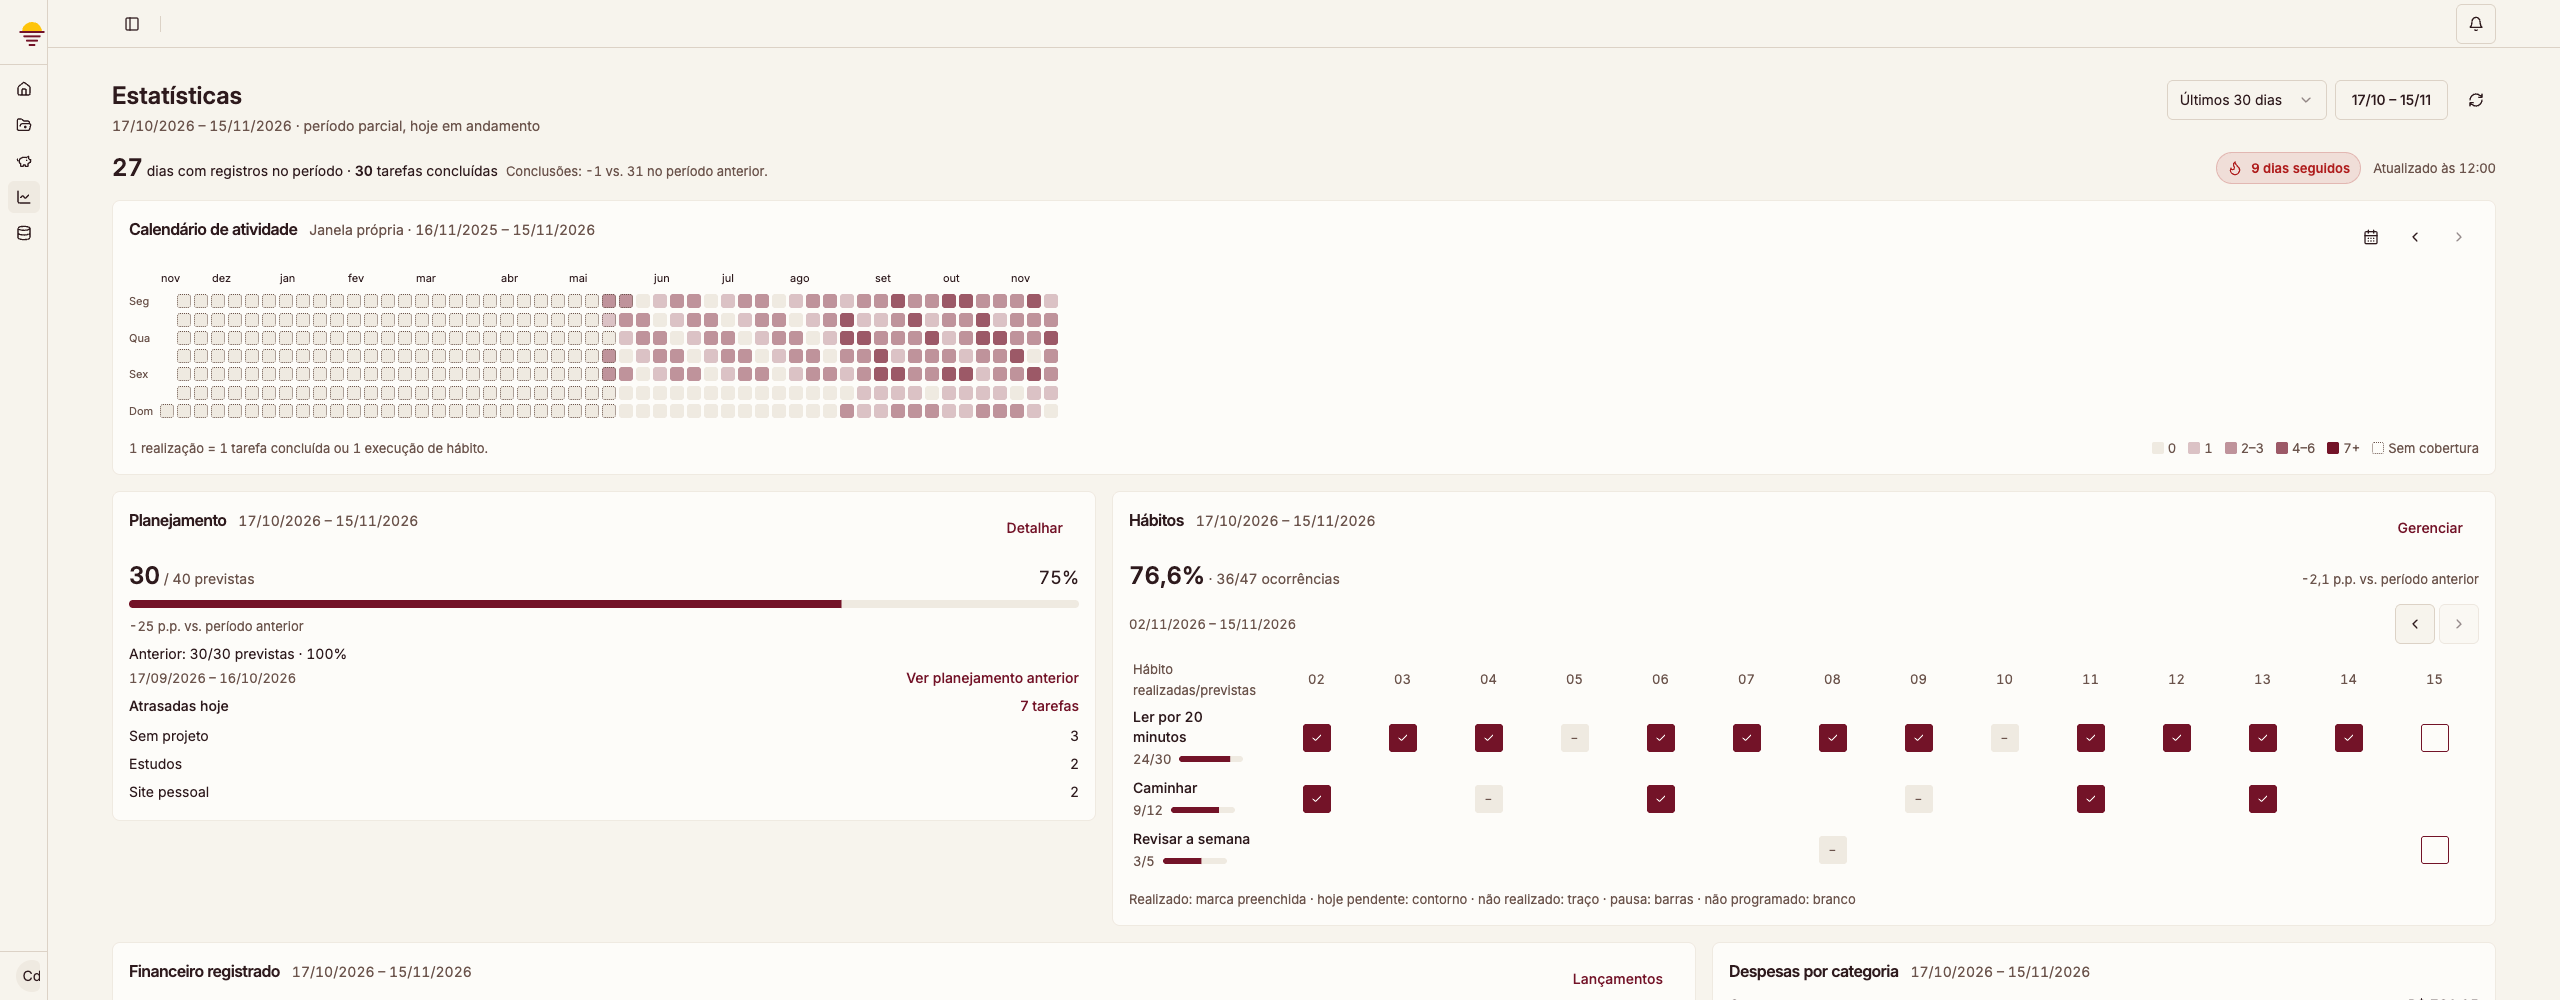 Estatísticas
17/10/2026 – 15/11/2026 · período parcial, hoje em andamento
Últimos 30 dias
17/10 – 15/11
27 dias com registros no período · 30 tarefas concluídas Conclusões: -1 vs. 31 no período anterior.
9 dias seguidos
Atualizado às 12:00
Calendário de atividade Janela própria · 16/11/2025 – 15/11/2026
nov dez jan fev mar abr mai jun jul ago set out nov
Seg
Qua
Sex
Dom
1 realização = 1 tarefa concluída ou 1 execução de hábito.
0 1 2–3 4–6 7+ Sem cobertura
Planejamento 17/10/2026 – 15/11/2026
Detalhar
30 / 40 previstas
75%
-25 p.p. vs. período anterior
Anterior: 30/30 previstas · 100%
17/09/2026 – 16/10/2026
Ver planejamento anterior
Atrasadas hoje
7 tarefas
Sem projeto 3
Estudos 2
Site pessoal 2
Hábitos 17/10/2026 – 15/11/2026
Gerenciar
76,6% · 36/47 ocorrências
-2,1 p.p. vs. período anterior
02/11/2026 – 15/11/2026
Hábito
realizadas/previstas
02 03 04 05 06 07 08 09 10 11 12 13 14 15
Ler por 20
minutos
24/30
Caminhar
9/12
Revisar a semana
3/5
Realizado: marca preenchida · hoje pendente: contorno · não realizado: traço · pausa: barras · não programado: branco
Cd
Financeiro registrado 17/10/2026 – 15/11/2026
Lançamentos
Despesas por categoria 17/10/2026 – 15/11/2026